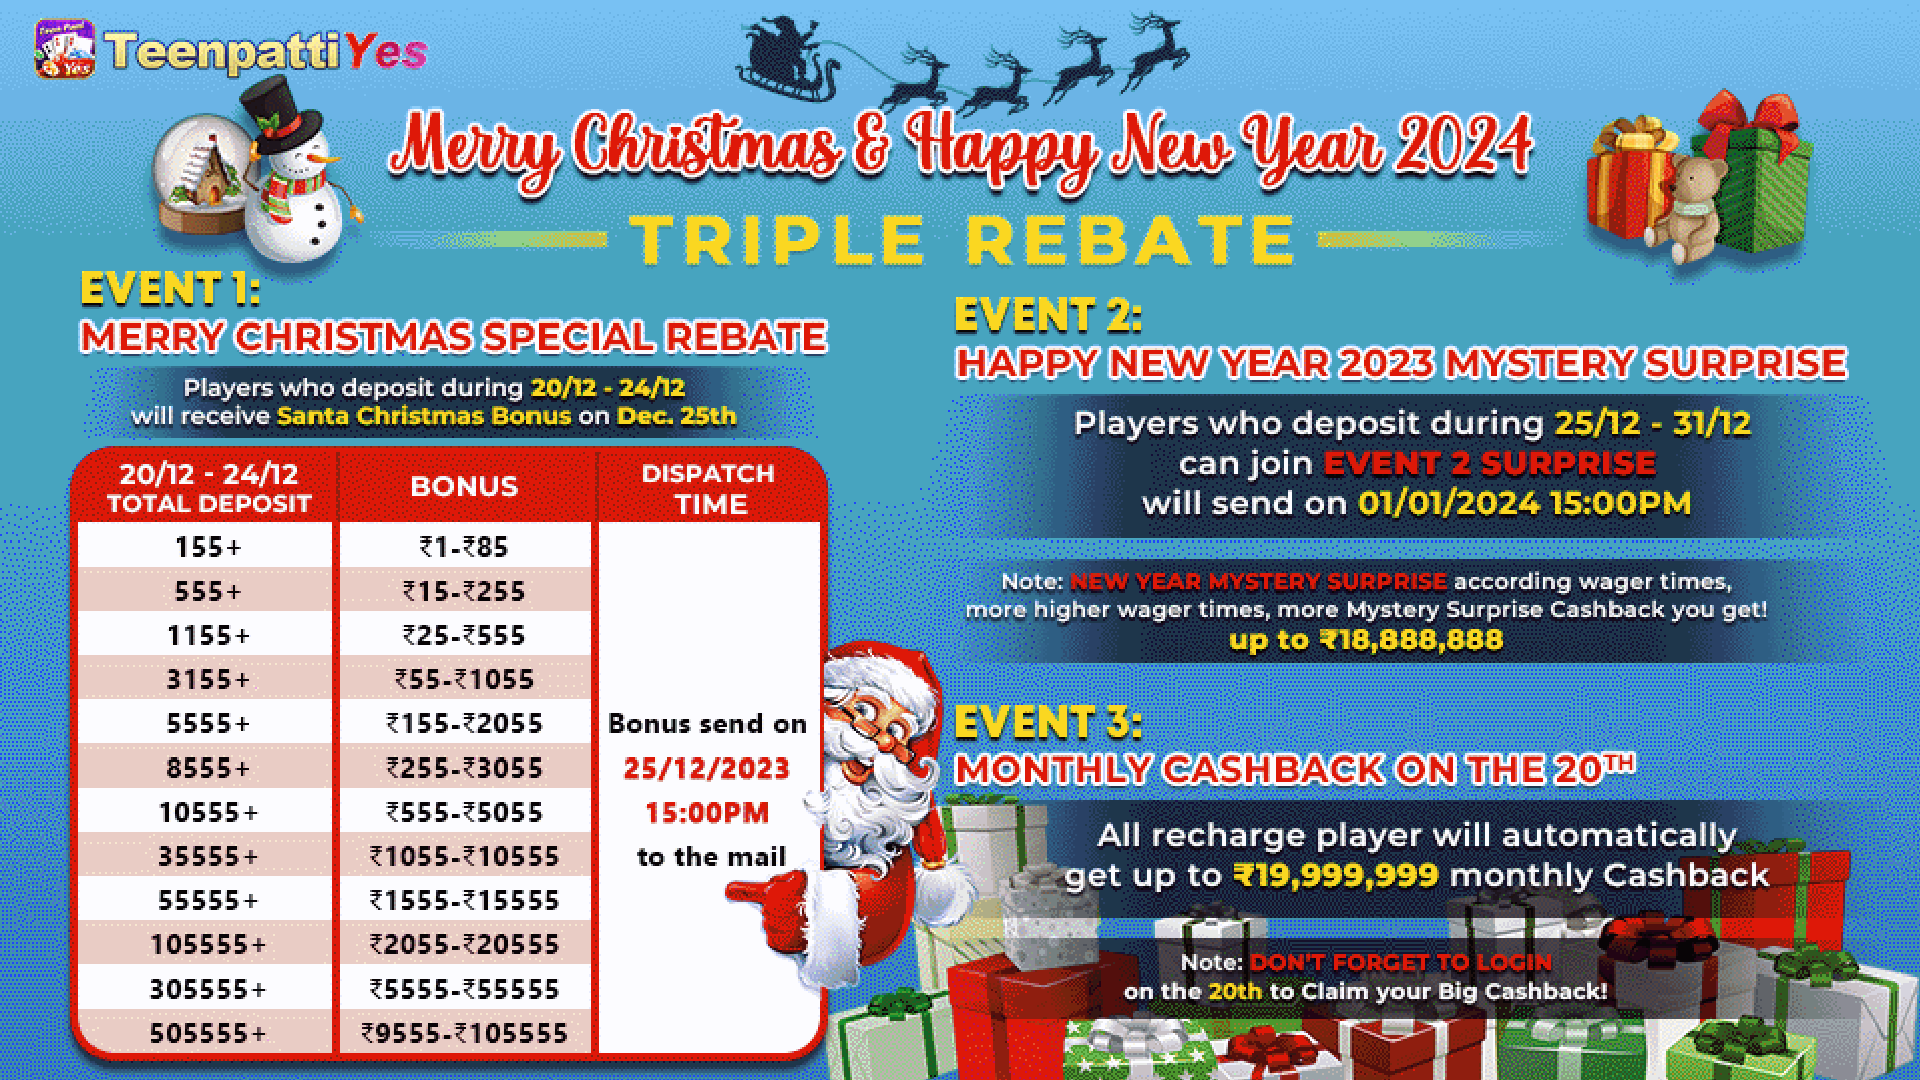 TeenpattiYes
Merry Christmas & Happy New Year 2024
TRIPLE REBATE
EVENT 1:
MERRY CHRISTMAS SPECIAL REBATE
Players who deposit during 20/12 - 24/12
will receive Santa Christmas Bonus on Dec. 25th
20/12 - 24/12
TOTAL DEPOSIT
BONUS
DISPATCH
TIME
155+ ₹1-₹85
555+ ₹15-₹255
1155+ ₹25-₹555
3155+ ₹55-₹1055
5555+ ₹155-₹2055
8555+ ₹255-₹3055
10555+ ₹555-₹5055
35555+ ₹1055-₹10555
55555+ ₹1555-₹15555
105555+ ₹2055-₹20555
305555+ ₹5555-₹55555
505555+ ₹9555-₹105555
Bonus send on
25/12/2023
15:00PM
to the mail
EVENT 2:
HAPPY NEW YEAR 2023 MYSTERY SURPRISE
Players who deposit during 25/12 - 31/12
can join EVENT 2 SURPRISE
will send on 01/01/2024 15:00PM
Note: NEW YEAR MYSTERY SURPRISE according wager times,
more higher wager times, more Mystery Surprise Cashback you get!
up to ₹18,888,888
EVENT 3:
MONTHLY CASHBACK ON THE 20TH
All recharge player will automatically
get up to ₹19,999,999 monthly Cashback
Note: DON'T FORGET TO LOGIN
on the 20th to Claim your Big Cashback!